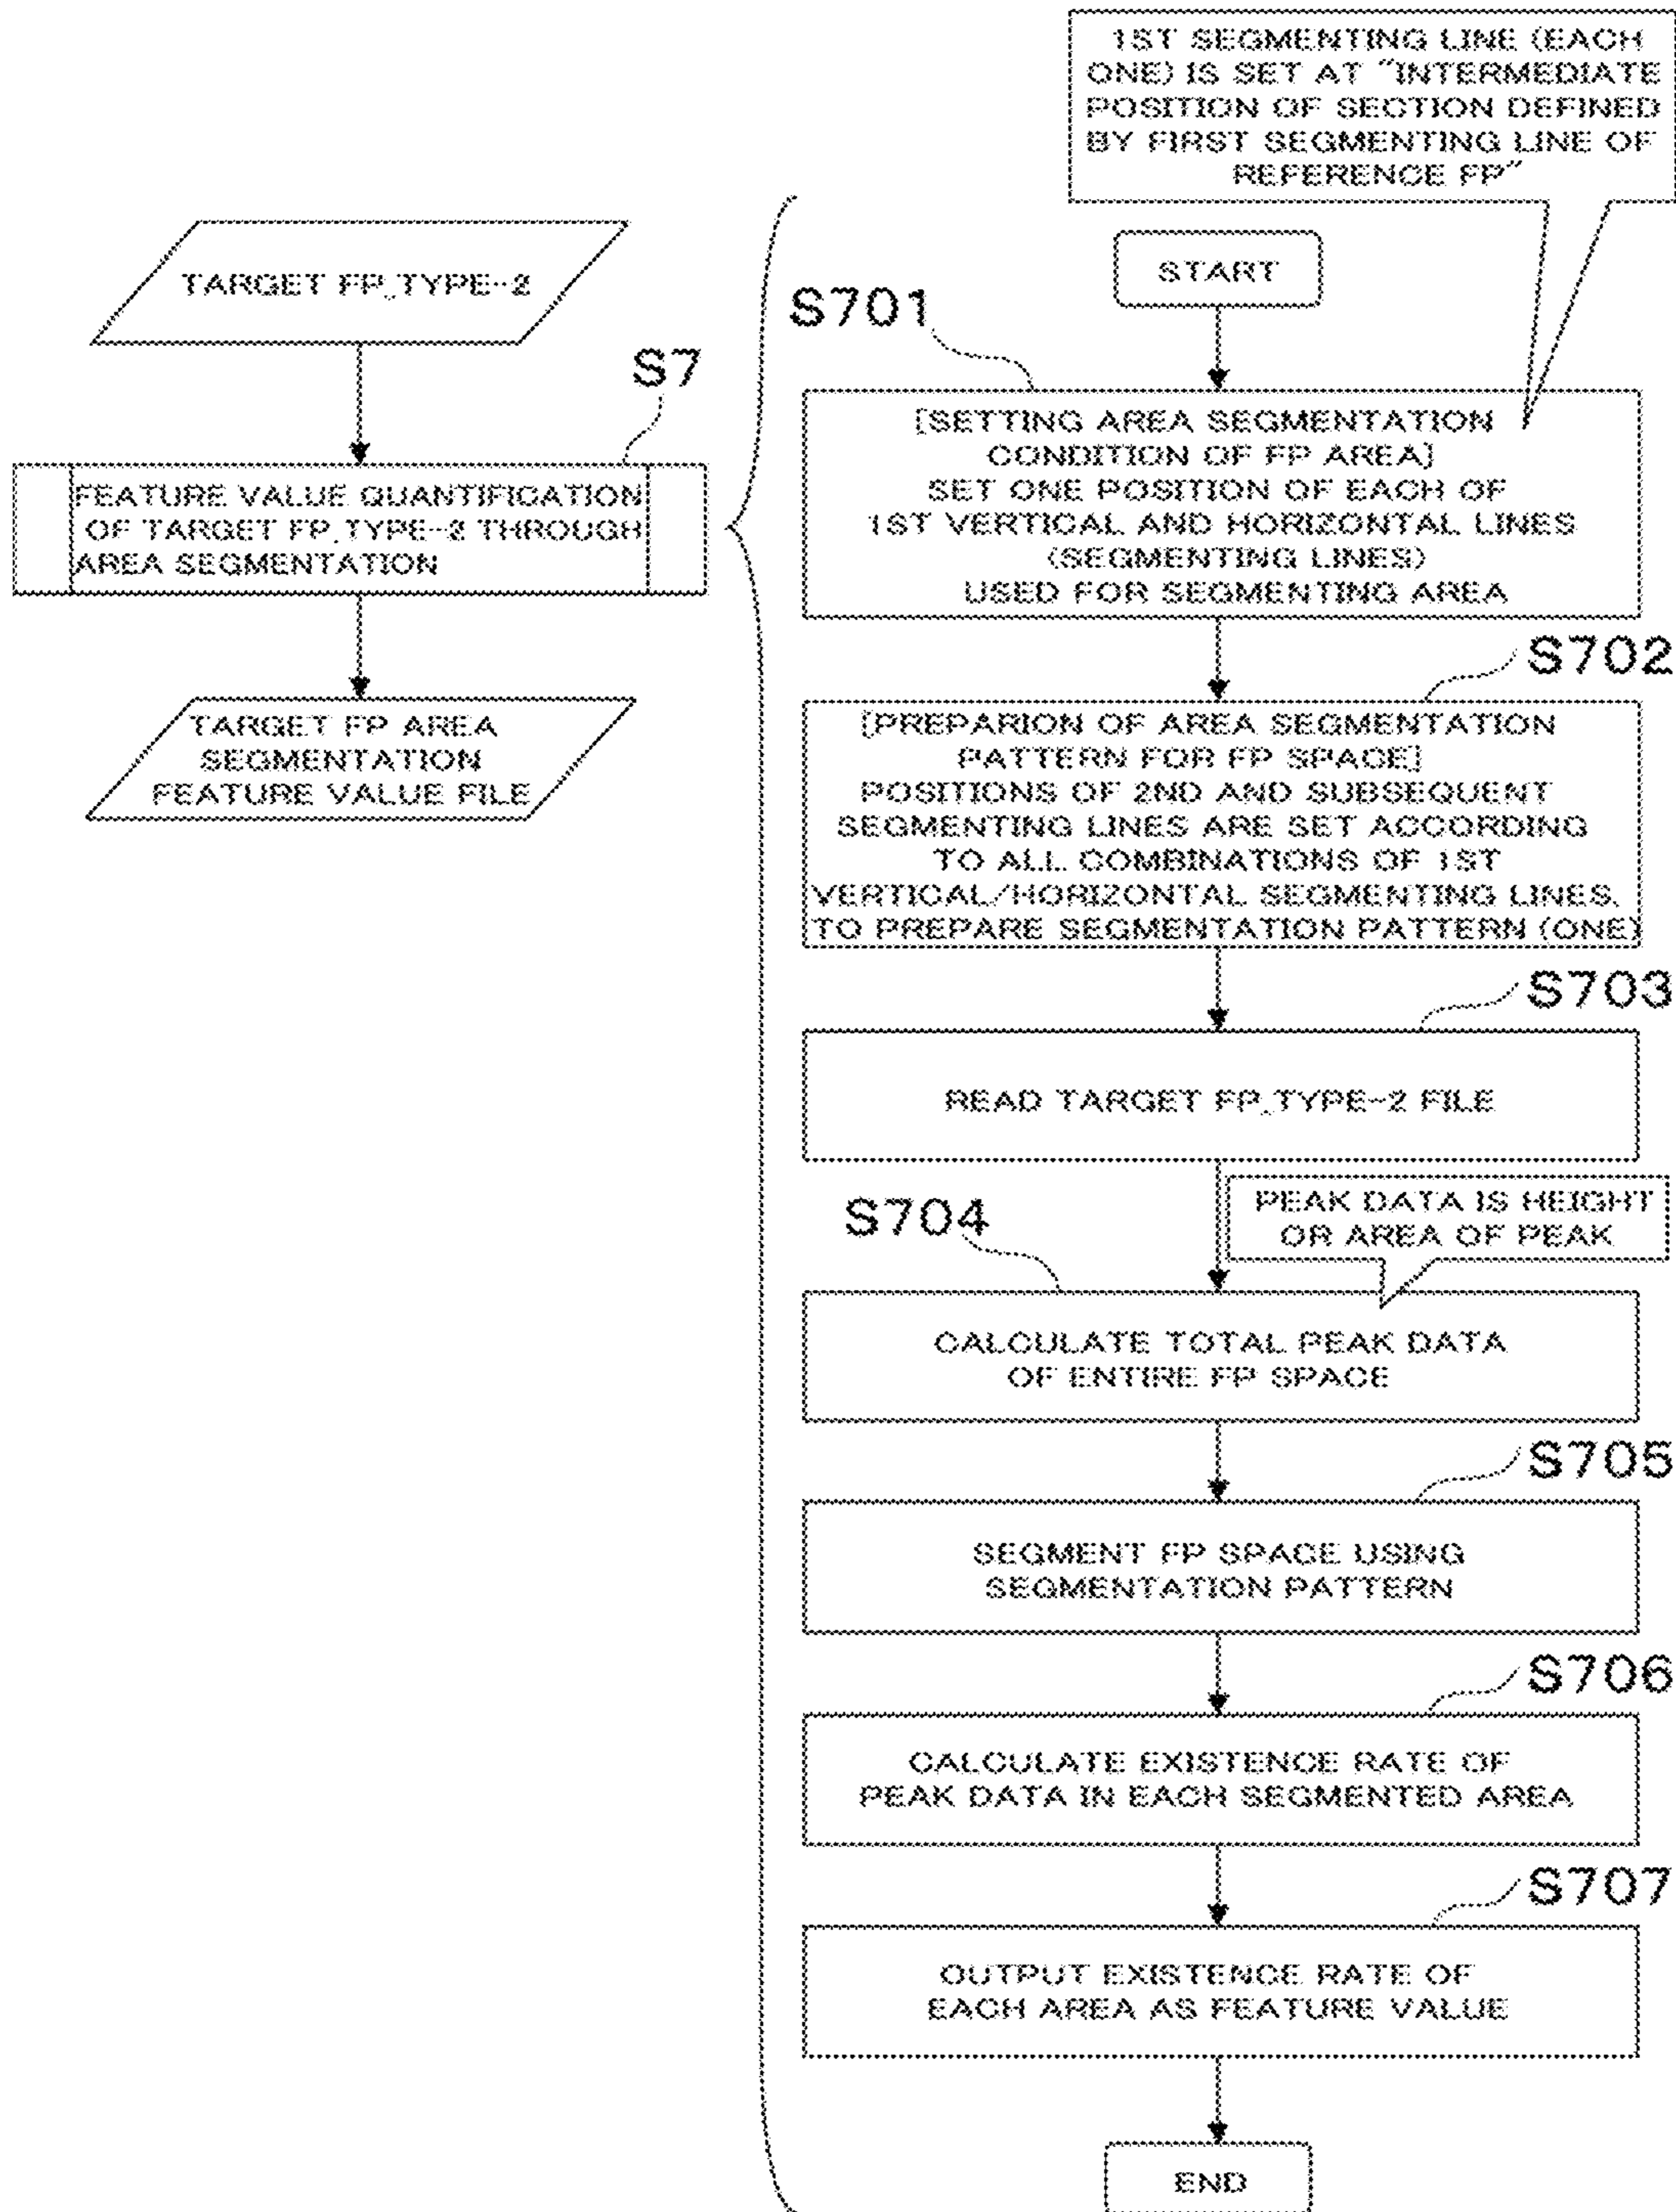 TARGET FP_TYPE-2
S7
FEATURE VALUE QUANTIFICATION
OF TARGET FP_TYPE-2 THROUGH
AREA SEGMENTATION
TARGET FP AREA
SEGMENTATION
FEATURE VALUE FILE
1ST SEGMENTING LINE (EACH
ONE) IS SET AT "INTERMEDIATE
POSITION OF SECTION DEFINED
BY FIRST SEGMENTING LINE OF
REFERENCE FP"
START
S701
[SETTING AREA SEGMENTATION
CONDITION OF FP AREA]
SET ONE POSITION OF EACH OF
1ST VERTICAL AND HORIZONTAL LINES
(SEGMENTING LINES)
USED FOR SEGMENTING AREA
S702
[PREPARION OF AREA SEGMENTATION
PATTERN FOR FP SPACE]
POSITIONS OF 2ND AND SUBSEQUENT
SEGMENTING LINES ARE SET ACCORDING
TO ALL COMBINATIONS OF 1ST
VERTICAL/HORIZONTAL SEGMENTING LINES,
TO PREPARE SEGMENTATION PATTERN (ONE)
S703
READ TARGET FP_TYPE-2 FILE
S704
PEAK DATA IS HEIGHT
OR AREA OF PEAK
CALCULATE TOTAL PEAK DATA
OF ENTIRE FP SPACE
S705
SEGMENT FP SPACE USING
SEGMENTATION PATTERN
S706
CALCULATE EXISTENCE RATE OF
PEAK DATA IN EACH SEGMENTED AREA
S707
OUTPUT EXISTENCE RATE OF
EACH AREA AS FEATURE VALUE
END